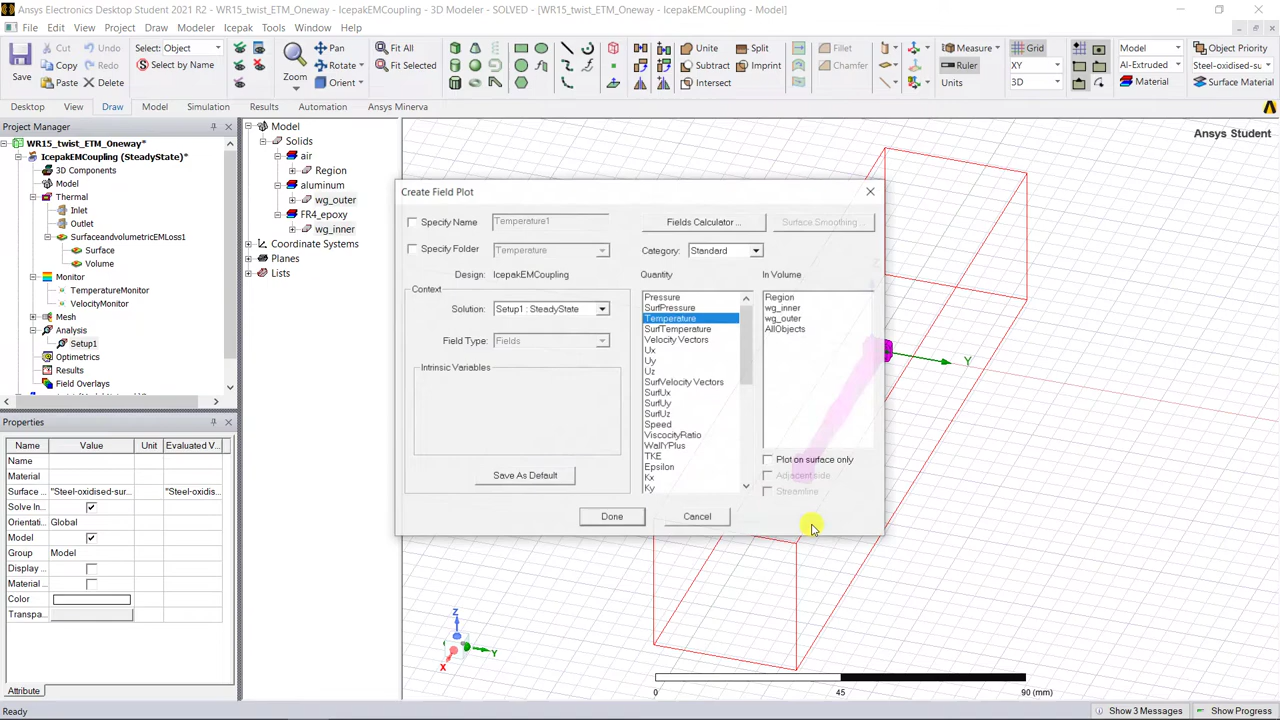 Ansys Electronics Desktop Student 2021 R2 - WR15_twist_ETM_Oneway - IcepakEMCoupling - 3D Modeler - SOLVED - [WR15_twist_ETM_Oneway - IcepakEMCoupling - Model]
File Edit View Project Draw Modeler Icepak Tools Window Help
Save Cut Undo Copy Redo Paste Delete
Select: Object
Select by Name
Zoom Pan Rotate Orient Fit All Fit Selected
Unite Split Fillet
Subtract Imprint Chamfer
Intersect
Measure Grid
Ruler XY
Units 3D
Model Object Priority
Al-Extruded Steel-oxidised-su...
Material Surface Material
Desktop View Draw Model Simulation Results Automation Ansys Minerva
Project Manager
WR15_twist_ETM_Oneway*
IcepakEMCoupling (SteadyState)*
3D Components
Model
Thermal
Inlet
Outlet
SurfaceandVolumetricEMLoss1
Surface
Volume
Monitor
TemperatureMonitor
VelocityMonitor
Mesh
Analysis
Setup1
Optimetrics
Results
Field Overlays
Model
Solids
air
Region
aluminum
wg_outer
FR4_epoxy
wg_inner
Coordinate Systems
Planes
Lists
Properties
Name Value Unit Evaluated V...
Name
Material
Surface ... "Steel-oxidised-sur... "Steel-oxidis...
Solve In...
Orientati... Global
Model
Group Model
Display ...
Material ...
Color
Transpa...
Attribute
Ready
Create Field Plot
Specify Name Temperature1 Fields Calculator ... Surface Smoothing ...
Specify Folder Temperature Category: Standard
Design: IcepakEMCoupling
Quantity In Volume
Context
Solution: Setup1 : SteadyState
Field Type: Fields
Intrinsic Variables
Save As Default
Pressure
SurfPressure
Temperature
SurfTemperature
Velocity Vectors
Ux
Uy
Uz
SurfVelocity Vectors
SurfUx
SurfUy
SurfUz
Speed
ViscosityRatio
WallYPlus
TKE
Epsilon
Kx
Ky
Region
wg_inner
wg_outer
AllObjects
Plot on surface only
Adjacent side
Streamline
Done Cancel
Ansys Student
Z
Y
Z
Y
X
0 45 90 (mm)
Show 3 Messages Show Progress